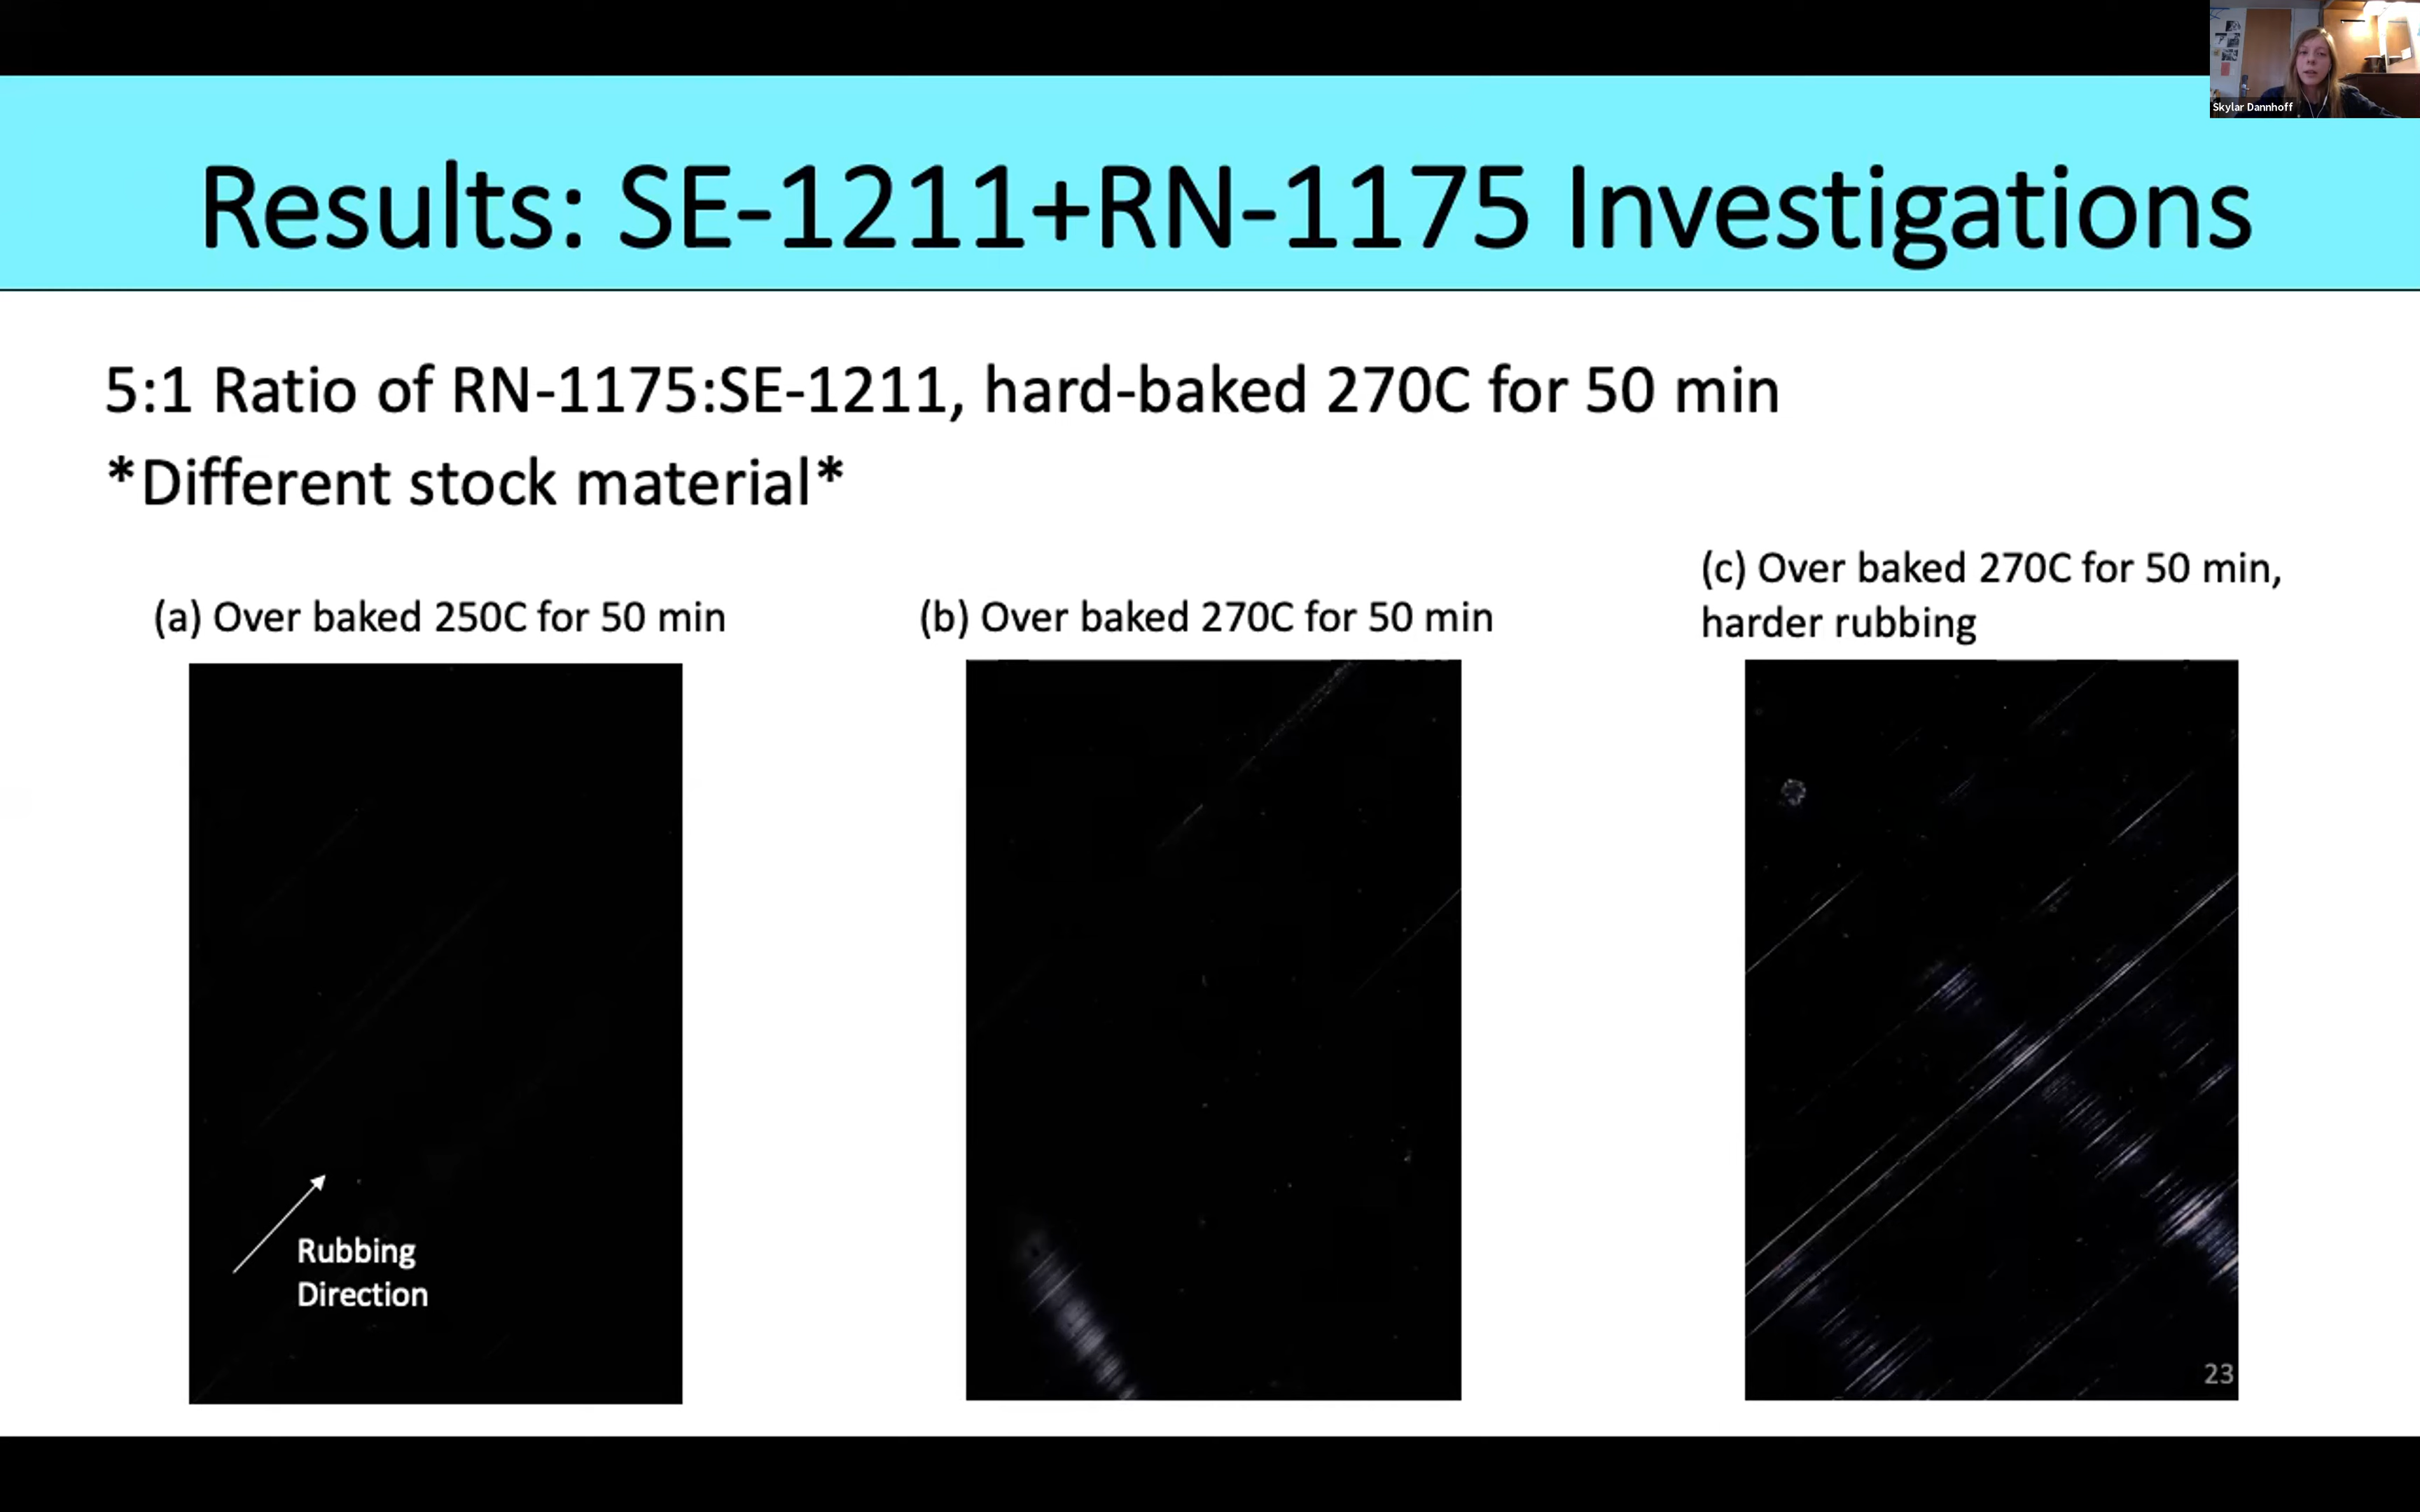 Skylar Dannhoff
Results: SE-1211+RN-1175 Investigations
5:1 Ratio of RN-1175:SE-1211, hard-baked 270C for 50 min
*Different stock material*
(a) Over baked 250C for 50 min
(b) Over baked 270C for 50 min
(c) Over baked 270C for 50 min,
harder rubbing
Rubbing
Direction
23